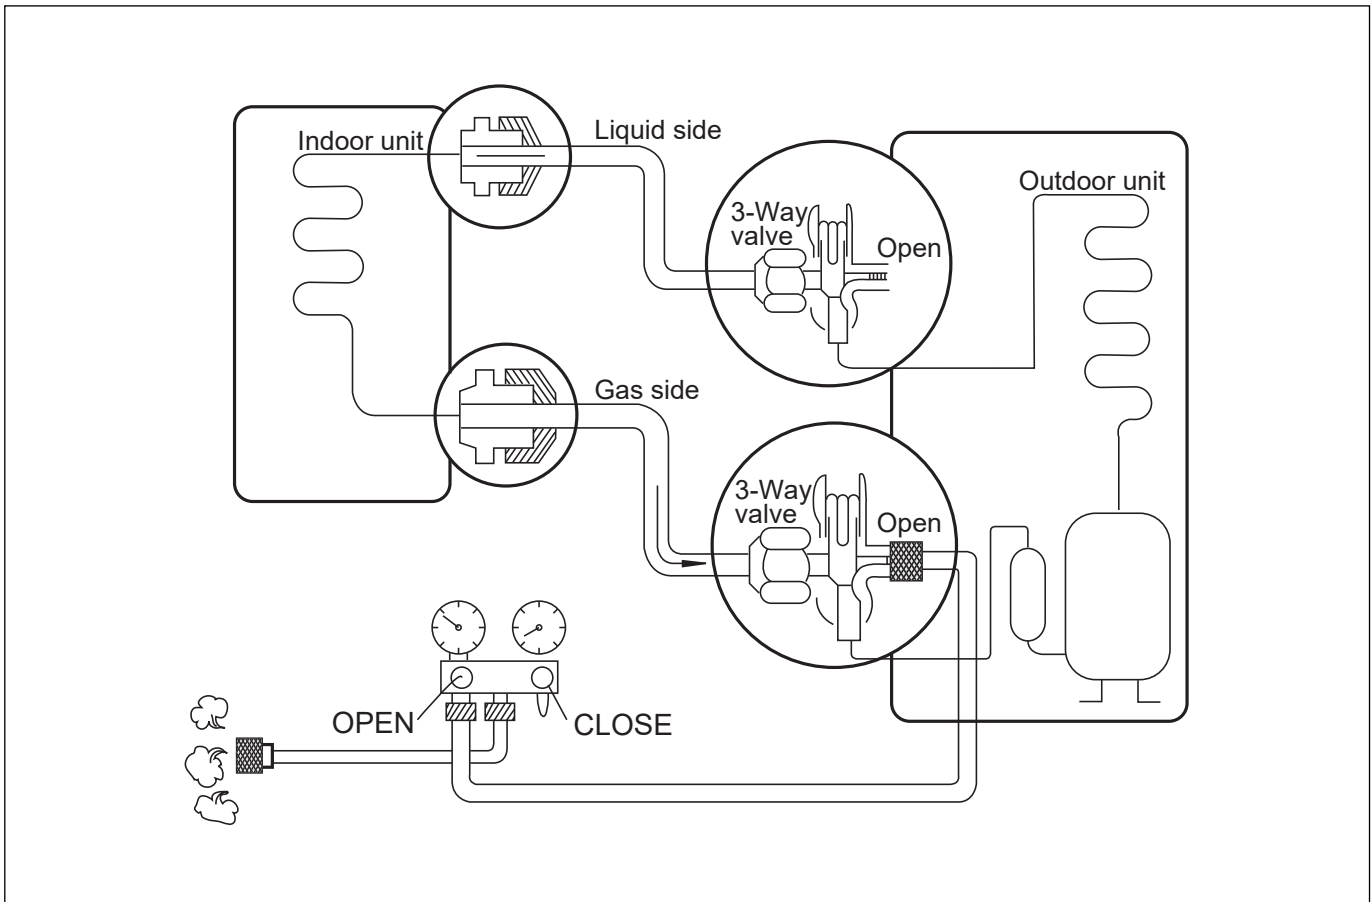 Indoor unit
Liquid side
3-Way
valve
Open
Outdoor unit
Gas side
3-Way
valve
Open
OPEN
CLOSE